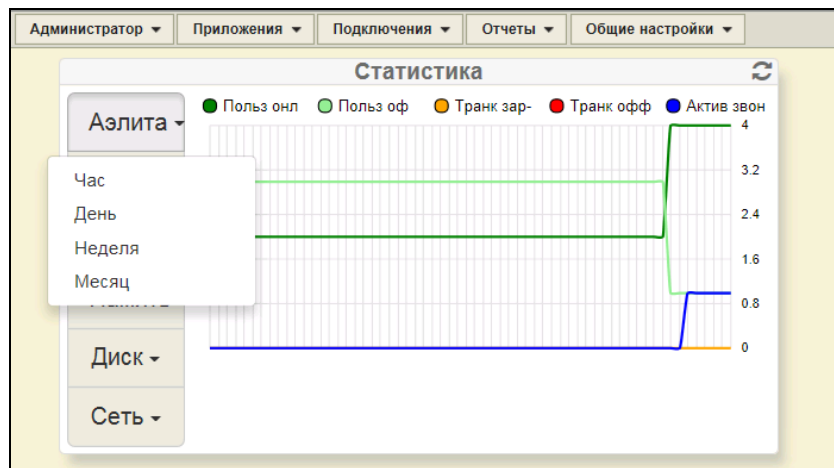 Администратор Приложения Подключения Отчеты Общие настройки
Статистика
Аэлита
Польз онл Польз оф Транк зар- Транк офф Актив звон
4
3.2
2.4
1.6
0.8
0
Час
День
Неделя
Месяц
Диск
Сеть